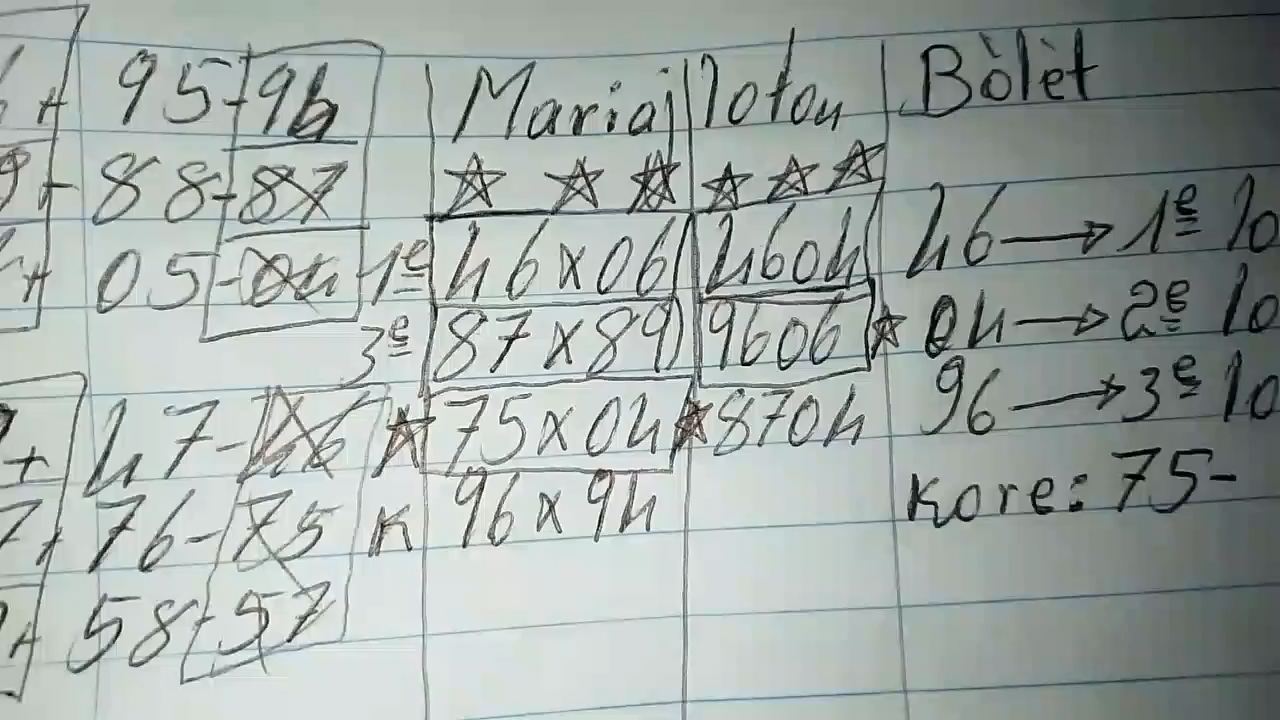 95-96 Mariaj lotou Bòlèt
88-87 ☆ ☆ ☆ ☆ ☆ ☆
05-04 1e 46x06 4604 46 → 1e lo
3e 87x89 9606 ☆ 04 → 2e lo
47-46 ☆ 75x04 ☆ 8704 96 → 3e lo
76-75 K 96x94 kore: 75-
58-57